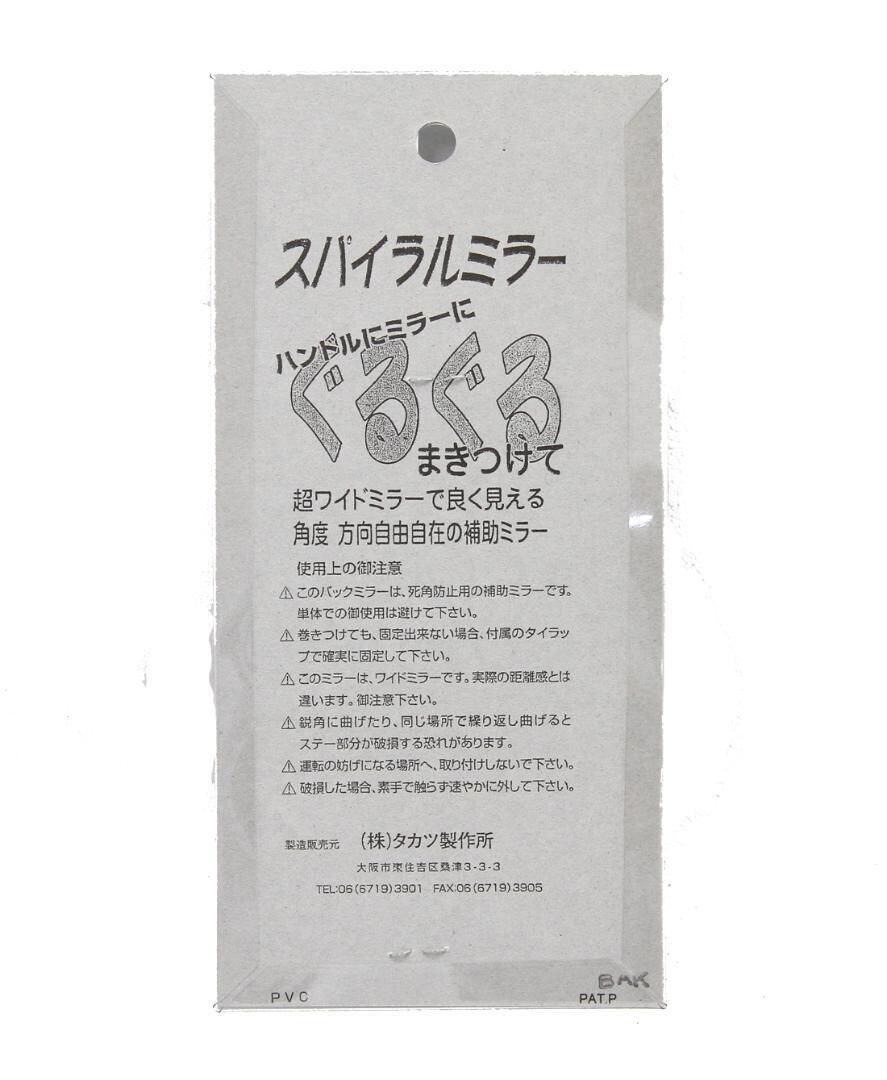 スパイラルミラー
ハンドルにミラーに
ぐるぐる
まきつけて
超ワイドミラーで良く見える
角度 方向自由自在の補助ミラー
使用上の御注意
⚠このバックミラーは、死角防止用の補助ミラーです。
単体での御使用は避けて下さい。
⚠巻きつけても、固定出来ない場合、付属のタイラッ
プで確実に固定して下さい。
⚠このミラーは、ワイドミラーです。実際の距離感とは
違います。御注意下さい。
⚠鋭角に曲げたり、同じ場所で繰り返し曲げると
ステー部分が破損する恐れがあります。
⚠運転の妨げになる場所へ、取り付けしないで下さい。
⚠破損した場合、素手で触らず速やかに外して下さい。
製造販売元 (株)タカツ製作所
大阪市東住吉区桑津3-3-3
TEL:06(6719)3901 FAX:06(6719)3905
BAK
PVC PAT.P